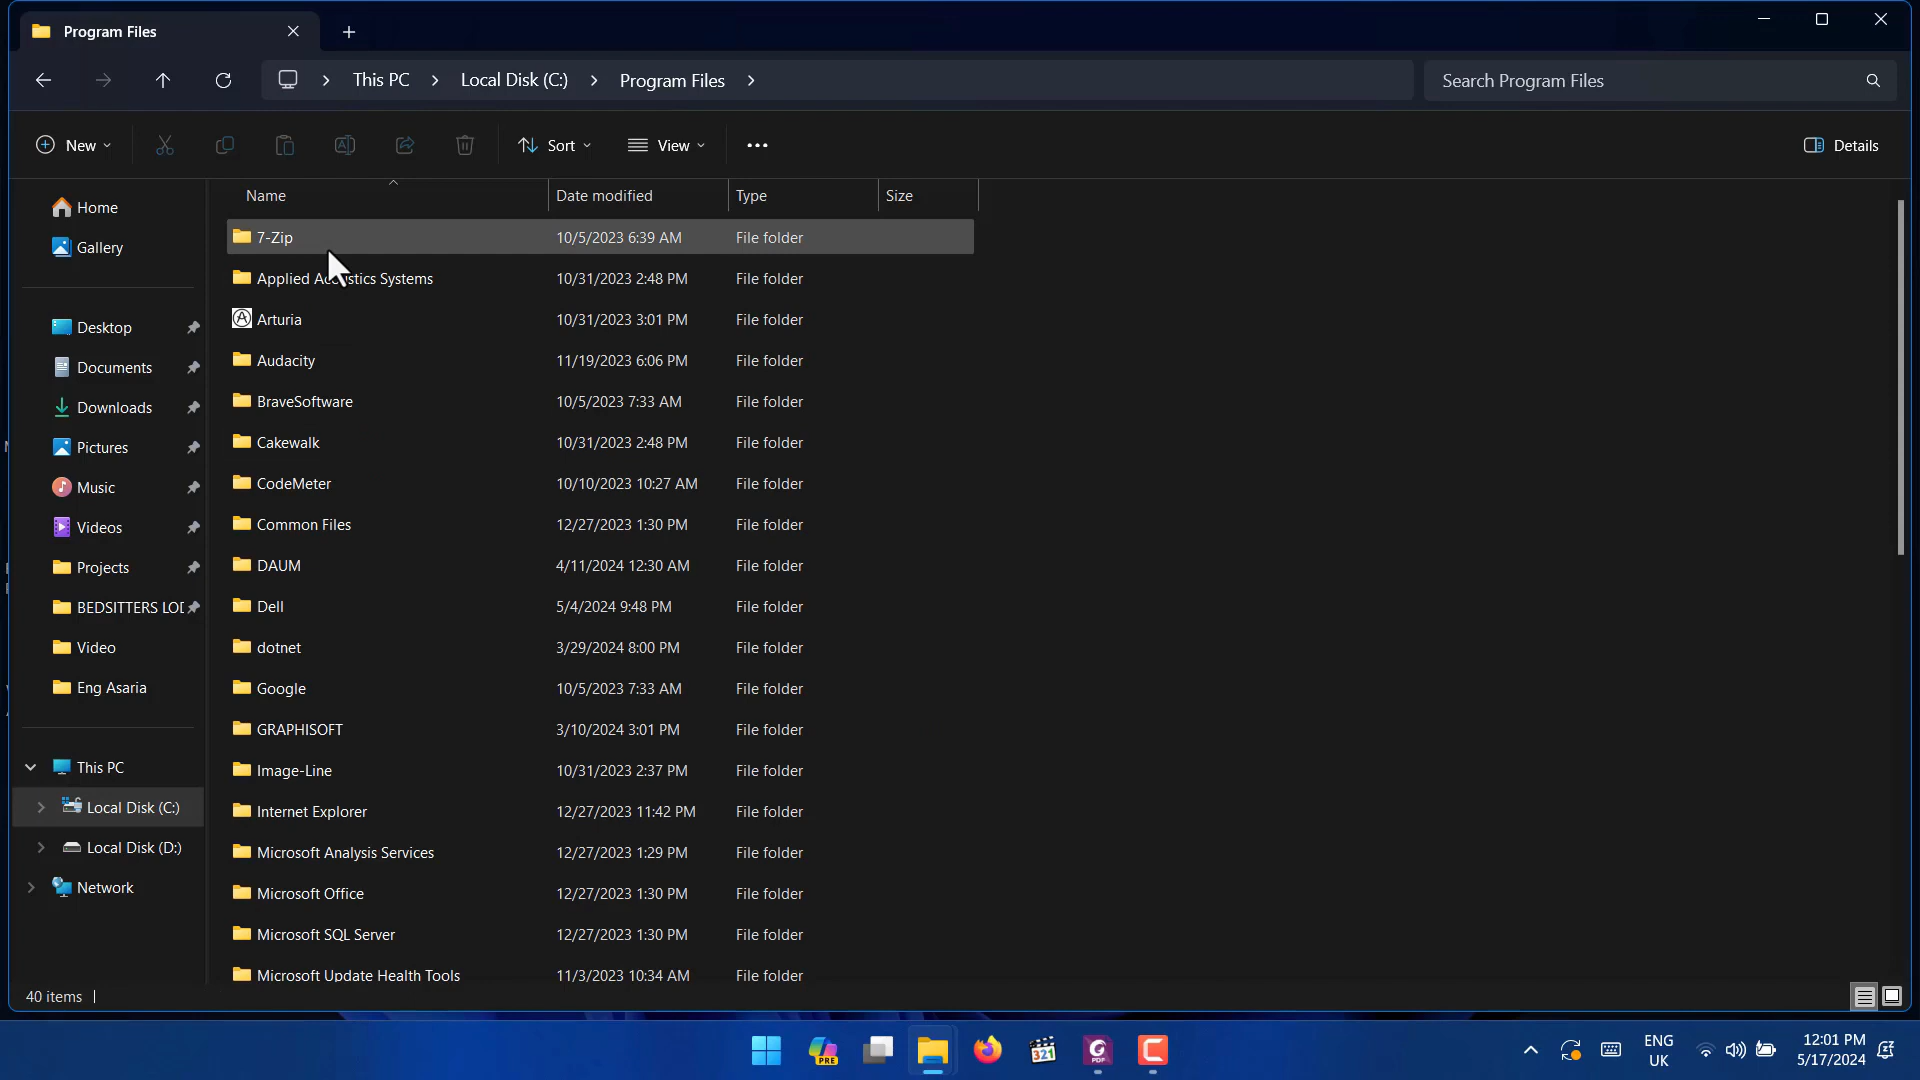 Program Files
This PC
Local Disk (C:)
Program Files
Search Program Files
New
Sort
View
Details
Name
Date modified
Type
Size
Home
Gallery
Desktop
Documents
Downloads
Pictures
Music
Videos
Projects
BEDSITTERS LO
Video
Eng Asaria
This PC
Local Disk (C:)
Local Disk (D:)
Network
7-Zip 10/5/2023 6:39 AM File folder
Applied Acoustics Systems 10/31/2023 2:48 PM File folder
Arturia 10/31/2023 3:01 PM File folder
Audacity 11/19/2023 6:06 PM File folder
BraveSoftware 10/5/2023 7:33 AM File folder
Cakewalk 10/31/2023 2:48 PM File folder
CodeMeter 10/10/2023 10:27 AM File folder
Common Files 12/27/2023 1:30 PM File folder
DAUM 4/11/2024 12:30 AM File folder
Dell 5/4/2024 9:48 PM File folder
dotnet 3/29/2024 8:00 PM File folder
Google 10/5/2023 7:33 AM File folder
GRAPHISOFT 3/10/2024 3:01 PM File folder
Image-Line 10/31/2023 2:37 PM File folder
Internet Explorer 12/27/2023 11:42 PM File folder
Microsoft Analysis Services 12/27/2023 1:29 PM File folder
Microsoft Office 12/27/2023 1:30 PM File folder
Microsoft SQL Server 12/27/2023 1:30 PM File folder
Microsoft Update Health Tools 11/3/2023 10:34 AM File folder
40 items
PRE
321
PDF
ENG
UK
12:01 PM
5/17/2024